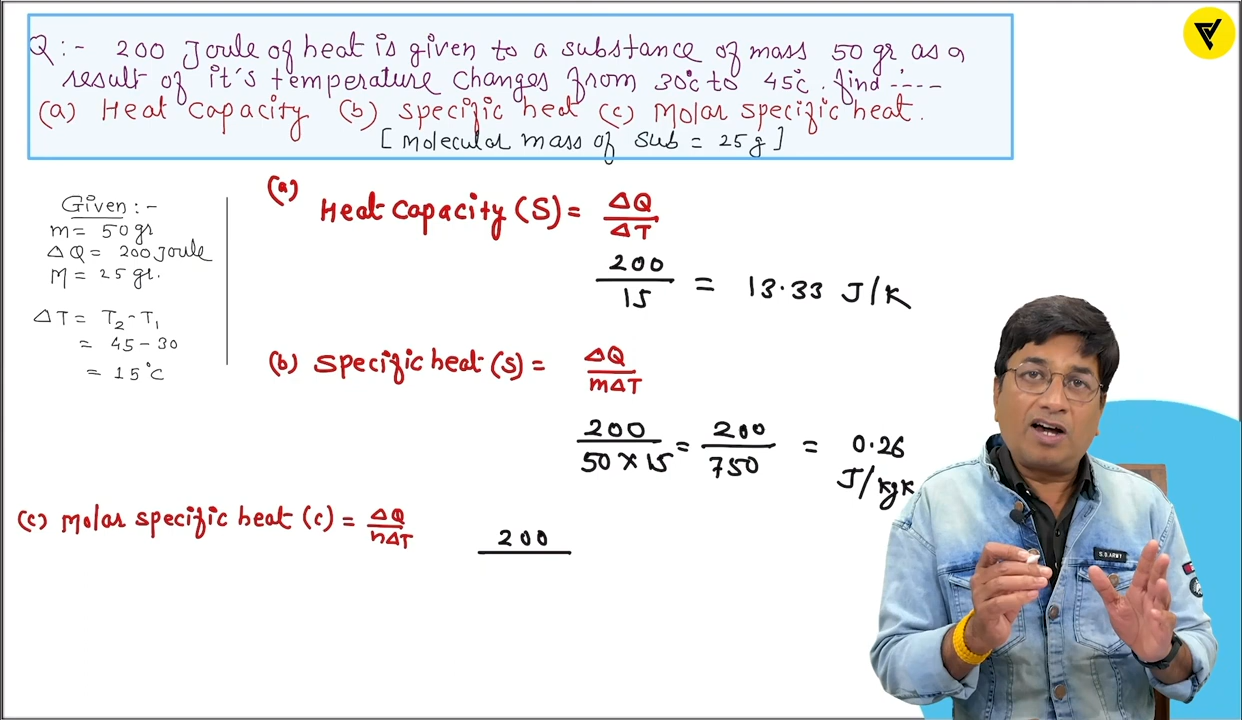 Q :- 200 Joule of heat is given to a substance of mass 50 gr as a
result of it's temperature changes from 30°c to 45°c. find ----
(a) Heat Capacity (b) specific heat (c) Molar specific heat.
[ Molecular mass of sub = 25g ]
Given :-
m = 50gr
ΔQ = 200 Joule
M = 25 gr.
ΔT = T2 - T1
= 45 - 30
= 15°C
(a)
Heat Capacity (S) = ΔQ / ΔT
200 / 15 = 13.33 J/K
(b) Specific heat (S) = ΔQ / mΔT
200 / 50 × 15 = 200 / 750 = 0.26
J/kgK
(c) Molar specific heat (c) = ΔQ / nΔT 200
S.D.ARMY